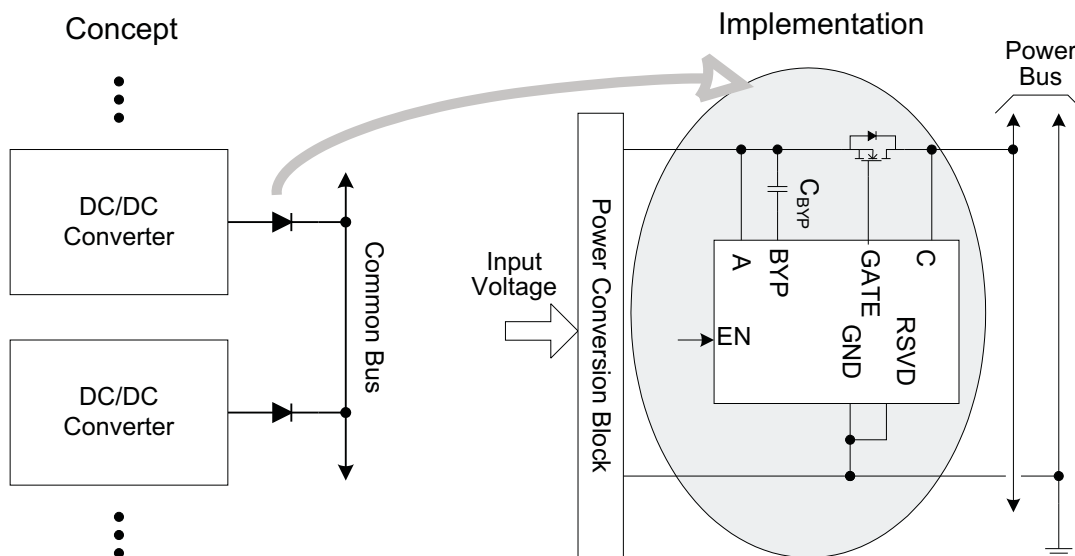 Concept
Implementation
Power
Bus
DC/DC
Converter
Common Bus
DC/DC
Converter
Input
Voltage
Power Conversion Block
C_BYP
A
BYP
GATE
C
EN
GND
RSVD